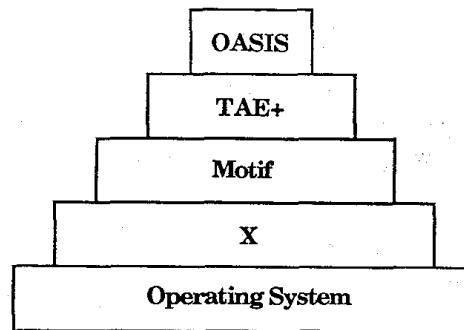 OASIS
TAE+
Motif
X
Operating System